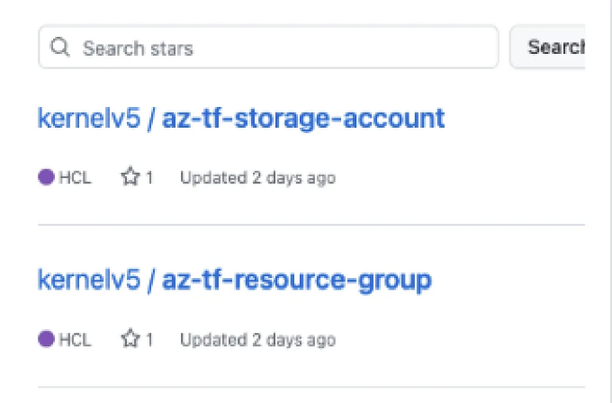 Search stars Search
kernelv5 / az-tf-storage-account
HCL 1 Updated 2 days ago
kernelv5 / az-tf-resource-group
HCL 1 Updated 2 days ago